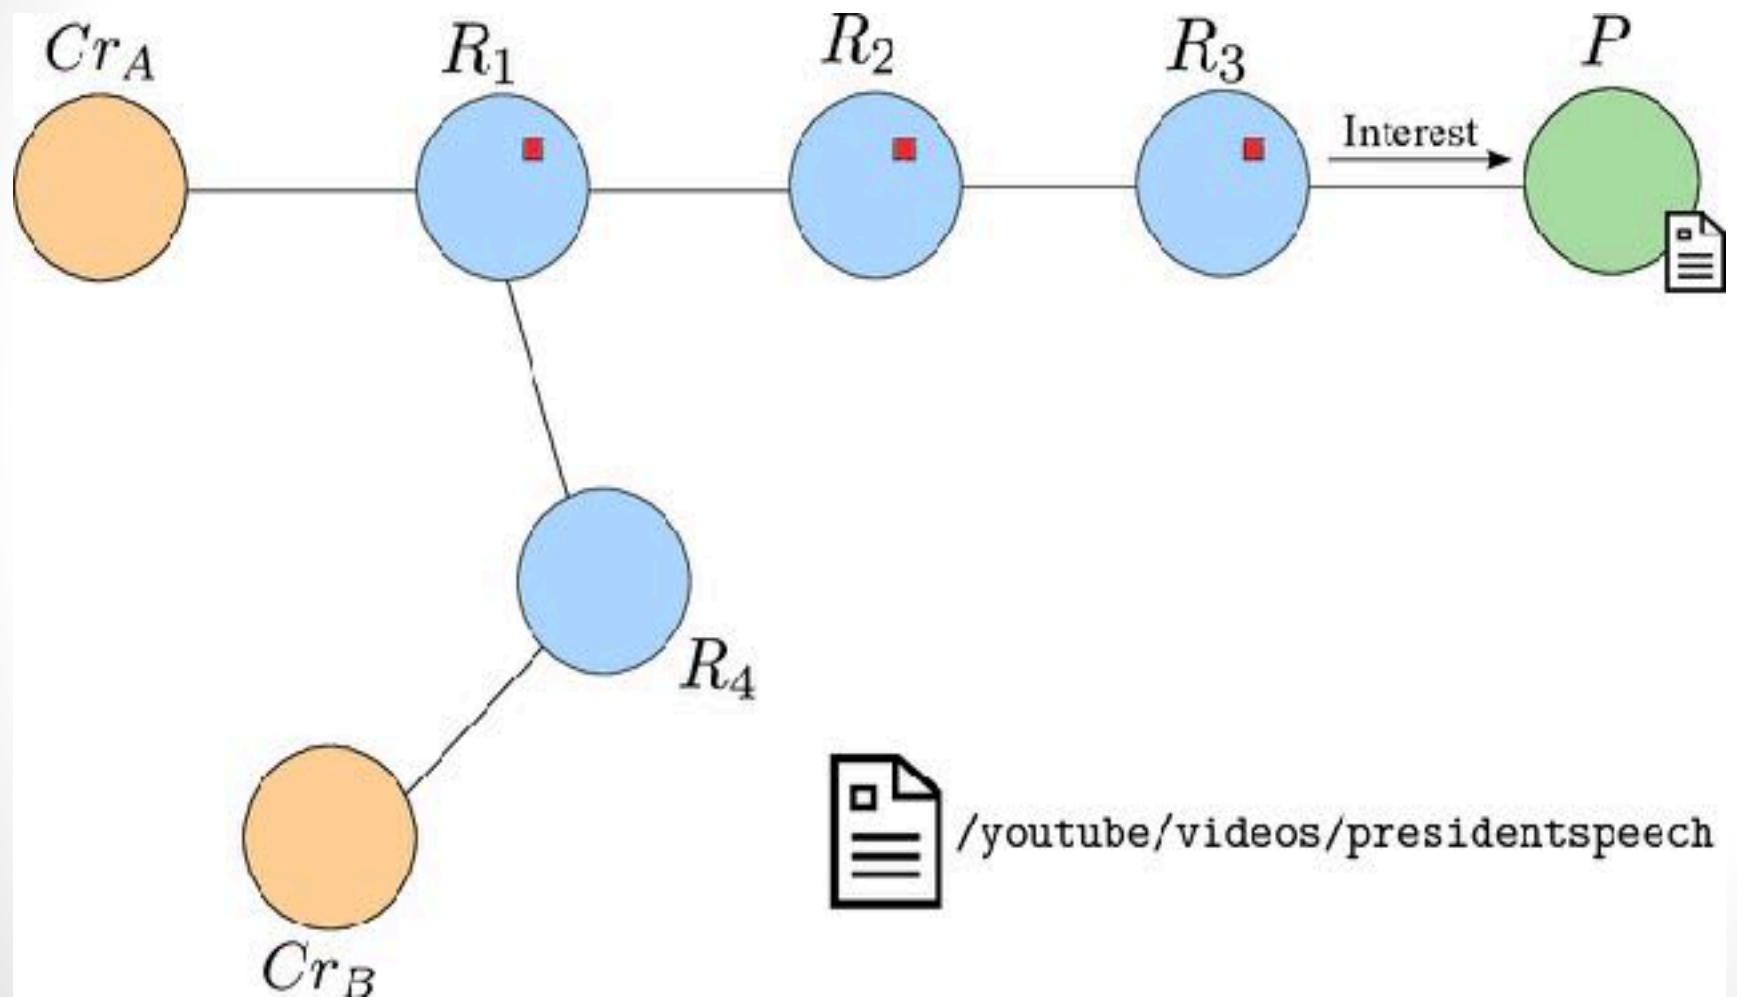 Cr_A
R_1
R_2
R_3
P
Interest
R_4
/youtube/videos/presidentspeech
Cr_B